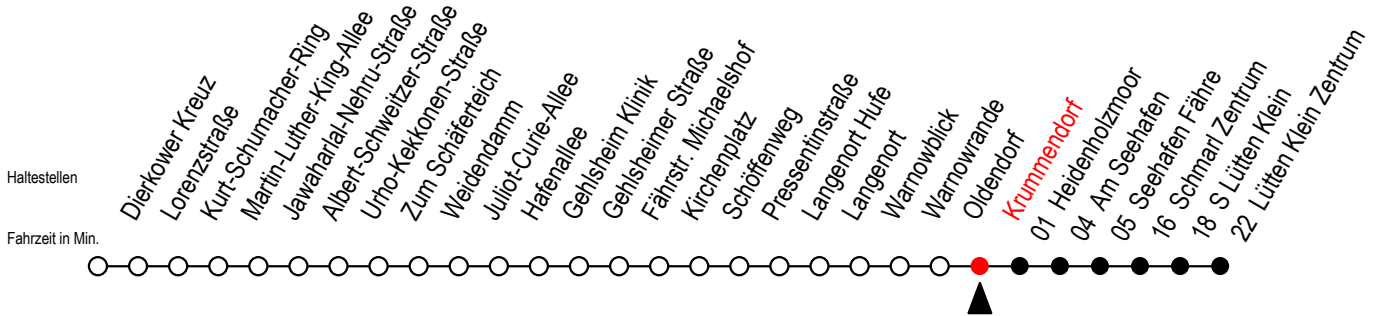 Haltestellen
Dierkower Kreuz
Lorenzstraße
Kurt-Schumacher-Ring
Martin-Luther-King-Allee
Jawaharlal-Nehru-Straße
Albert-Schweitzer-Straße
Urho-Kekkonen-Straße
Zum Schäferteich
Weidendamm
Juliot-Curie-Allee
Hafenallee
Gehlsheim Klinik
Gehlsheimer Straße
Fährstr. Michaelshof
Kirchenplatz
Schöffenweg
Pressentinstraße
Langenort Hufe
Langenort
Warnowblick
Warnowrande
Oldendorf
Krummendorf
01 Heidenholzmoor
04 Am Seehafen
05 Seehafen Fähre
16 Schmarl Zentrum
18 S Lütten Klein
22 Lütten Klein Zentrum
Fahrzeit in Min.